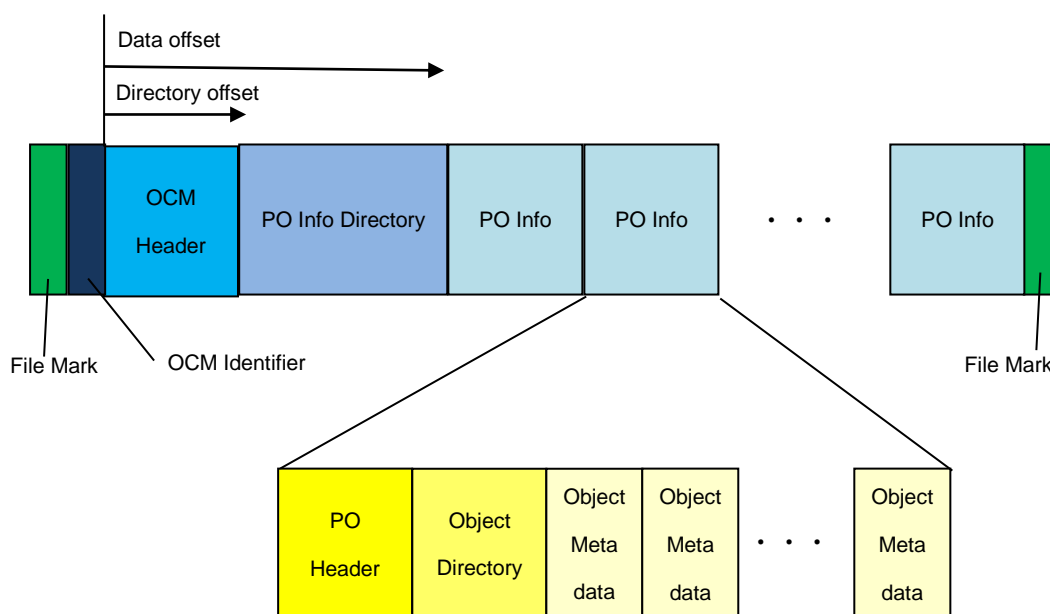 Data offset
Directory offset
OCM
Header
PO Info Directory
PO Info
PO Info
· · ·
PO Info
File Mark
OCM Identifier
File Mark
PO
Header
Object
Directory
Object
Meta
data
Object
Meta
data
· · ·
Object
Meta
data